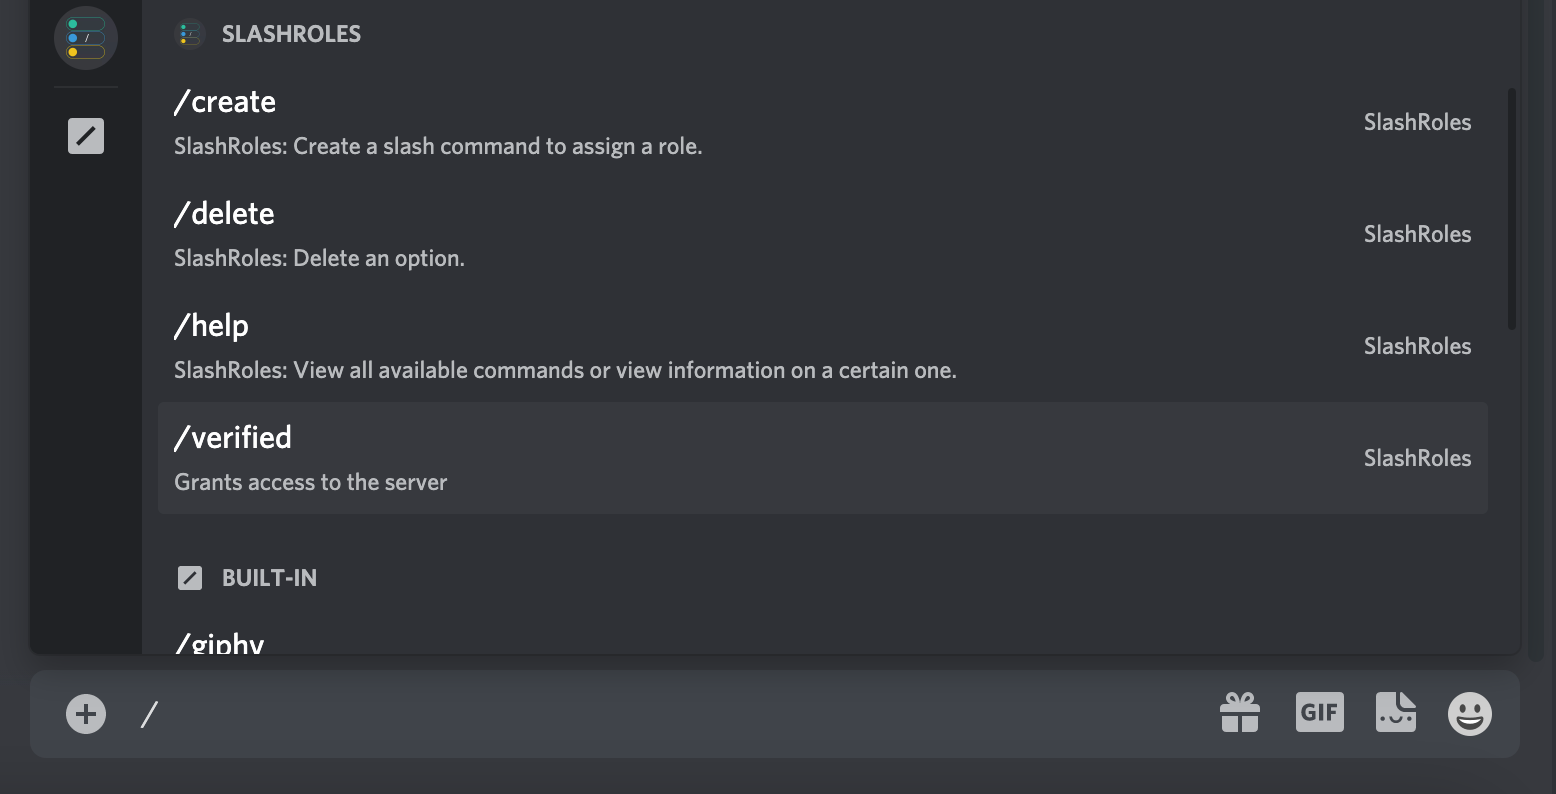 SLASHROLES
/create
SlashRoles: Create a slash command to assign a role.
SlashRoles
/delete
SlashRoles: Delete an option.
SlashRoles
/help
SlashRoles: View all available commands or view information on a certain one.
SlashRoles
/verified
Grants access to the server
SlashRoles
BUILT-IN
/giphy
/
GIF